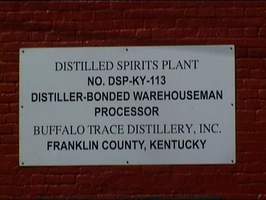 DISTILLED SPIRITS PLANT
NO. DSP-KY-113
DISTILLER-BONDED WAREHOUSEMAN
PROCESSOR
BUFFALO TRACE DISTILLERY, INC.
FRANKLIN COUNTY, KENTUCKY